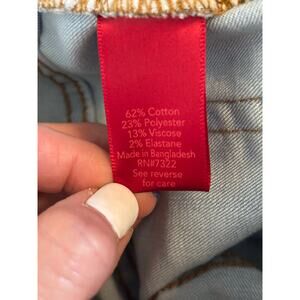 62% Cotton
23% Polyester
13% Viscose
2% Elastane
Made in Bangladesh
RN#7322
See reverse
for care